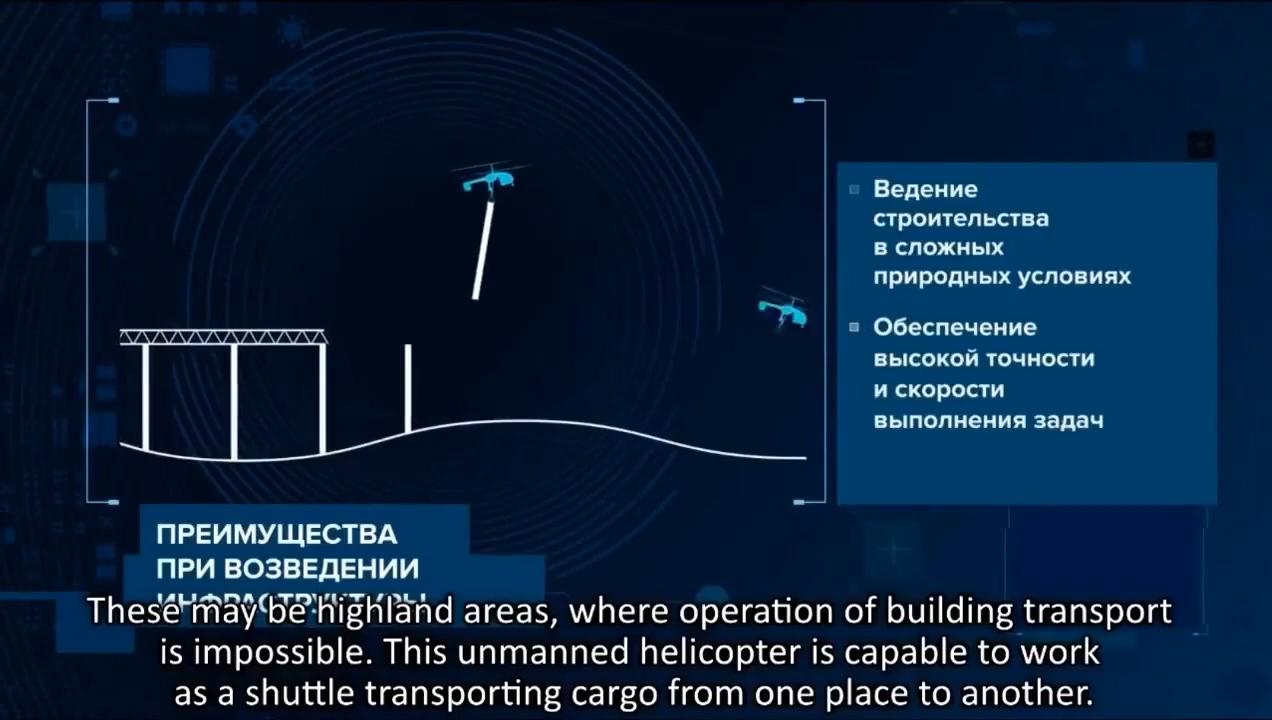 Ведение
строительства
в сложных
природных условиях
Обеспечение
высокой точности
и скорости
выполнения задач
ПРЕИМУЩЕСТВА
ПРИ ВОЗВЕДЕНИИ
ИНФРАСТРУКТУРЫ
These may be highland areas, where operation of building transport
is impossible. This unmanned helicopter is capable to work
as a shuttle transporting cargo from one place to another.